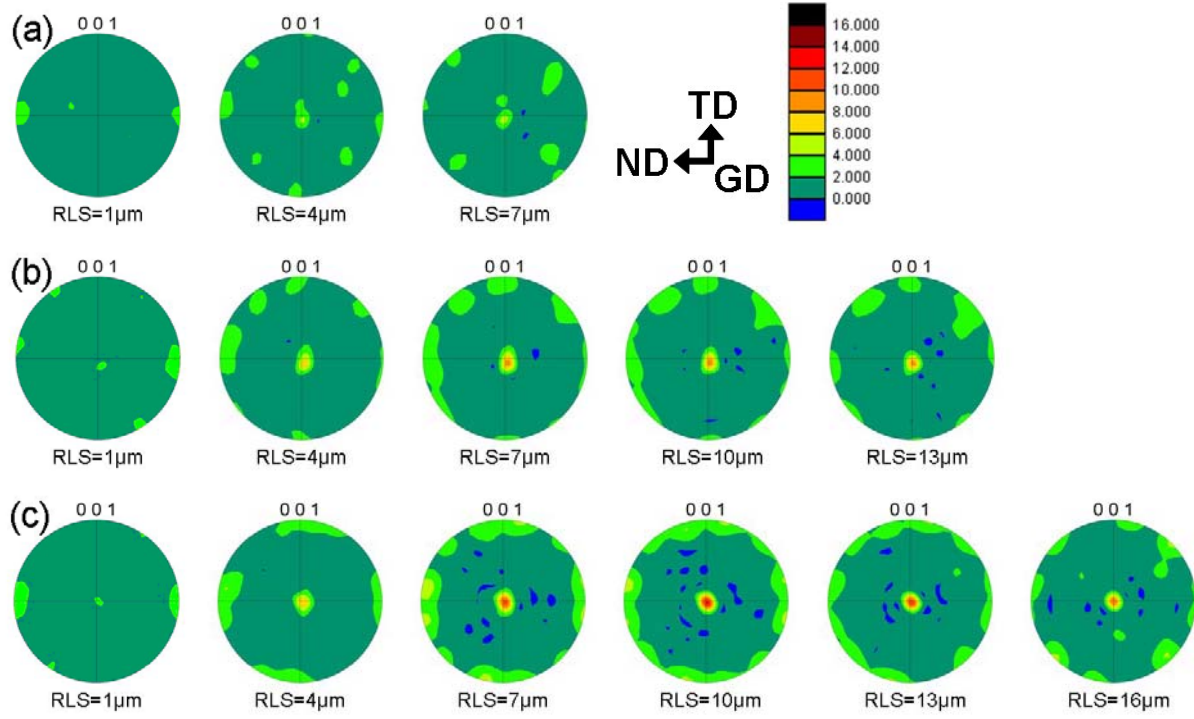 (a)
0 0 1
0 0 1
0 0 1
RLS=1µm
RLS=4µm
RLS=7µm
TD
ND
GD
16.000
14.000
12.000
10.000
8.000
6.000
4.000
2.000
0.000
(b)
0 0 1
0 0 1
0 0 1
0 0 1
0 0 1
RLS=1µm
RLS=4µm
RLS=7µm
RLS=10µm
RLS=13µm
(c)
0 0 1
0 0 1
0 0 1
0 0 1
0 0 1
0 0 1
RLS=1µm
RLS=4µm
RLS=7µm
RLS=10µm
RLS=13µm
RLS=16µm